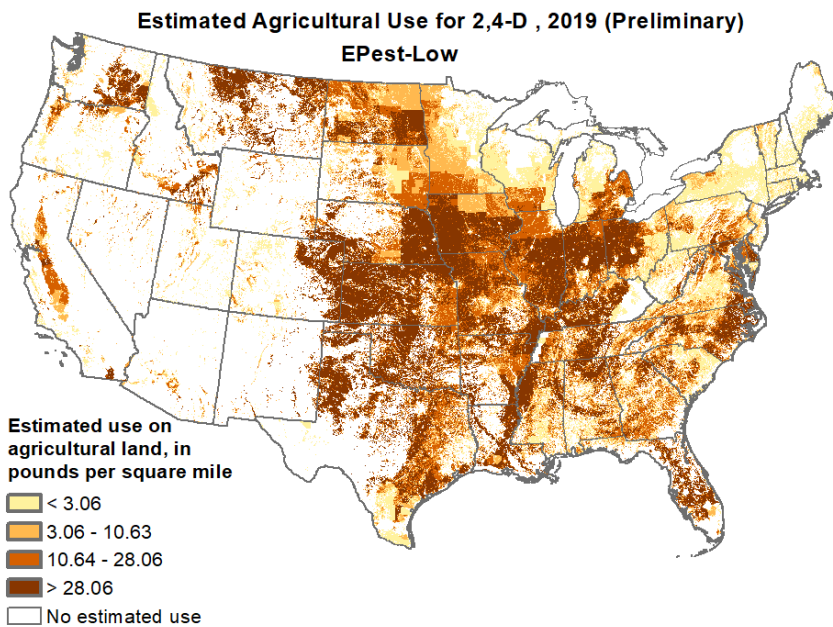 Estimated Agricultural Use for 2,4-D , 2019 (Preliminary)
EPest-Low
Estimated use on
agricultural land, in
pounds per square mile
< 3.06
3.06 - 10.63
10.64 - 28.06
> 28.06
No estimated use